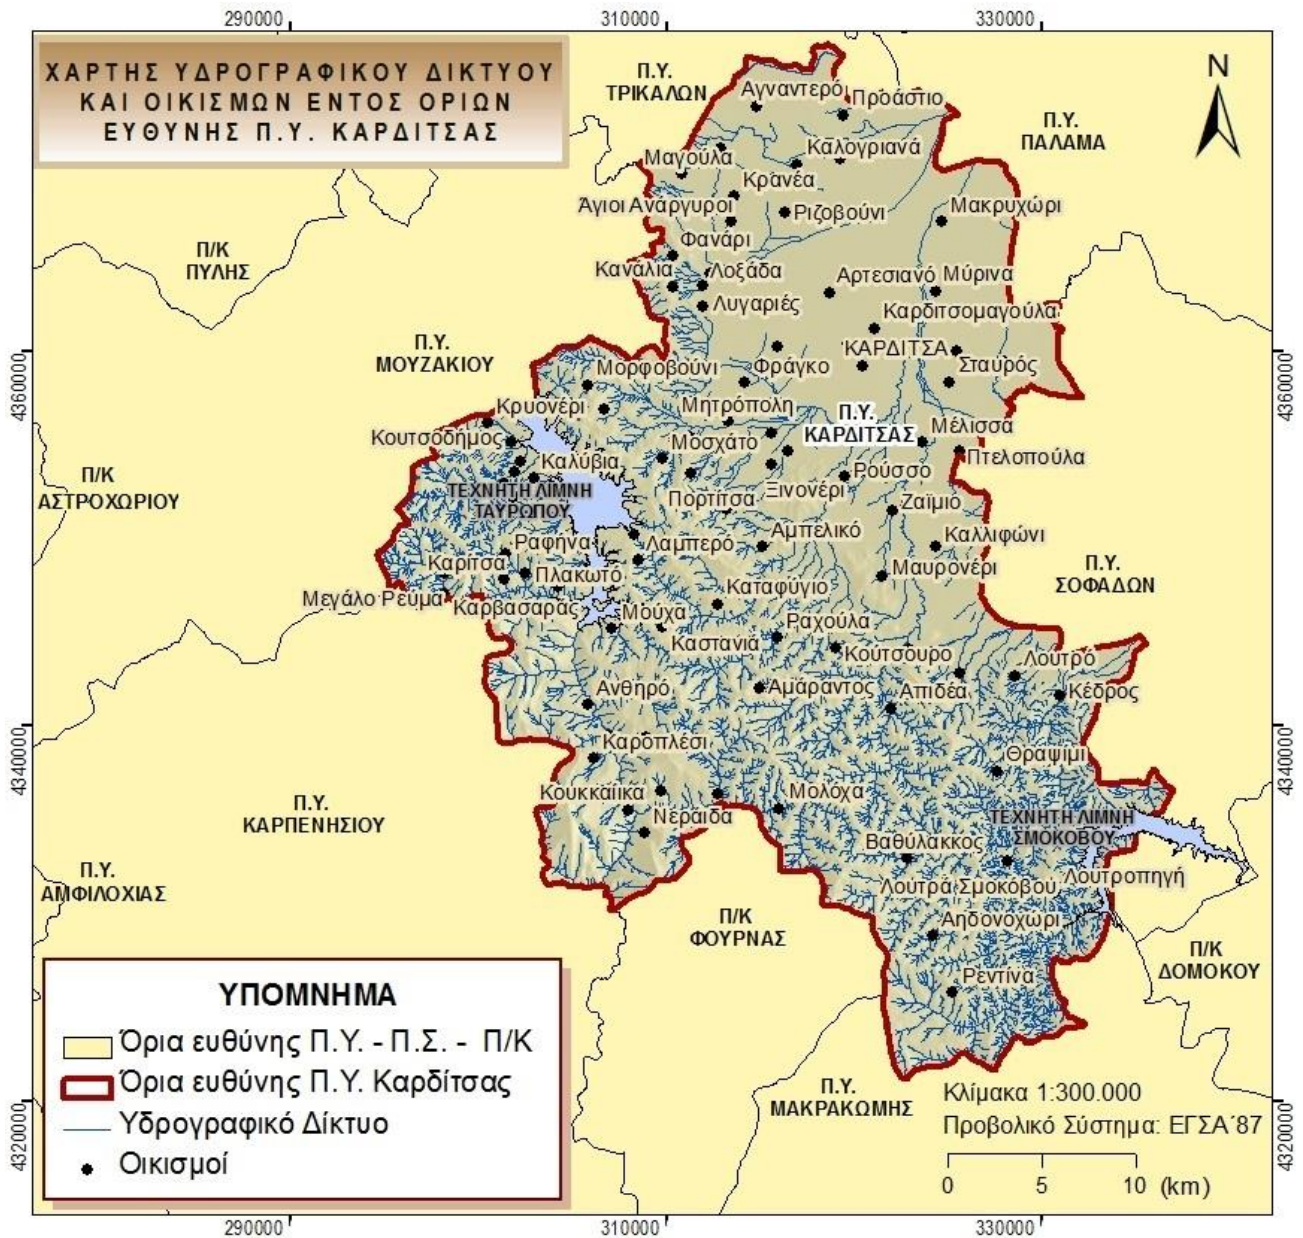 290000
310000
330000
ΧΑΡΤΗΣ ΥΔΡΟΓΡΑΦΙΚΟΥ ΔΙΚΤΥΟΥ
ΚΑΙ ΟΙΚΙΣΜΩΝ ΕΝΤΟΣ ΟΡΙΩΝ
ΕΥΘΥΝΗΣ Π.Υ. ΚΑΡΔΙΤΣΑΣ
Π.Υ.
ΤΡΙΚΑΛΩΝ
N
Αγναντερό
Προάστιο
Π.Υ.
ΠΑΛΑΜΑ
Μαγούλα
Καλογριανά
Κρανέα
Άγιοι Ανάργυροι
Ριζοβούνι
Μακρυχώρι
Π/Κ
ΠΥΛΗΣ
Φανάρι
Κανάλια
Λοξάδα
Αρτεσιανό
Μύρινα
Λυγαριές
Καρδιτσομαγούλα
Π.Υ.
ΜΟΥΖΑΚΙΟΥ
ΚΑΡΔΙΤΣΑ
Μορφοβούνι
Φράγκο
Σταυρός
4360000
4360000
Κρυονέρι
Μητρόπολη
Π.Υ.
ΚΑΡΔΙΤΣΑΣ
Κουτσοδήμος
Μοσχάτο
Μέλισσα
Πτελοπούλα
Καλύβια
Ρούσσο
Π/Κ
ΑΣΤΡΟΧΩΡΙΟΥ
ΤΕΧΝΗΤΗ ΛΙΜΝΗ
ΤΑΥΡΩΠΟΥ
Πορτίτσα
Ξινονέρι
Ζαϊμιό
Ραφήνα
Λαμπερό
Αμπελικό
Καλλιφώνι
Καρίτσα
Πλακωτό
Μαυρονέρι
Π.Υ.
ΣΟΦΑΔΩΝ
Μεγάλο Ρεύμα
Καρβασαράς
Μούχα
Καταφύγιο
Καστανιά
Ραχούλα
Κούτσουρο
Λουτρό
Ανθηρό
Αμάραντος
Απιδέα
Κέδρος
Καροπλέσι
Θραψίμι
4340000
4340000
Κουκκαίικα
Νεράιδα
Μολόχα
Π.Υ.
ΚΑΡΠΕΝΗΣΙΟΥ
ΤΕΧΝΗΤΗ ΛΙΜΝΗ
ΣΜΟΚΟΒΟΥ
Βαθύλακκος
Π.Υ.
ΑΜΦΙΛΟΧΙΑΣ
Λουτρά Σμοκόβου
Λουτροπηγή
Π/Κ
ΦΟΥΡΝΑΣ
Αηδονοχώρι
Π/Κ
ΔΟΜΟΚΟΥ
Ρεντίνα
ΥΠΟΜΝΗΜΑ
Όρια ευθύνης Π.Υ. - Π.Σ. - Π/Κ
Όρια ευθύνης Π.Υ. Καρδίτσας
Υδρογραφικό Δίκτυο
Οικισμοί
Π.Υ.
ΜΑΚΡΑΚΩΜΗΣ
Κλίμακα 1:300.000
Προβολικό Σύστημα: ΕΓΣΑ΄87
4320000
4320000
0 5 10 (km)
290000
310000
330000